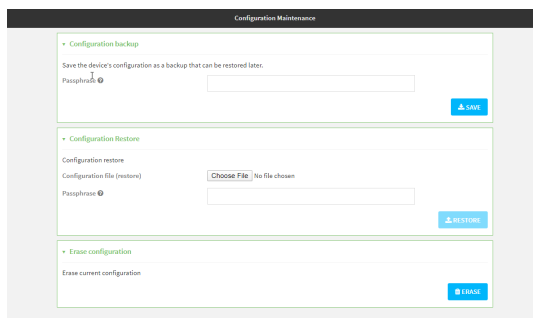 Configuration Maintenance
Configuration backup
Save the device's configuration as a backup that can be restored later.
Passphrase
SAVE
Configuration Restore
Configuration restore
Configuration file (restore)
Choose File No file chosen
Passphrase
RESTORE
Erase configuration
Erase current configuration
ERASE